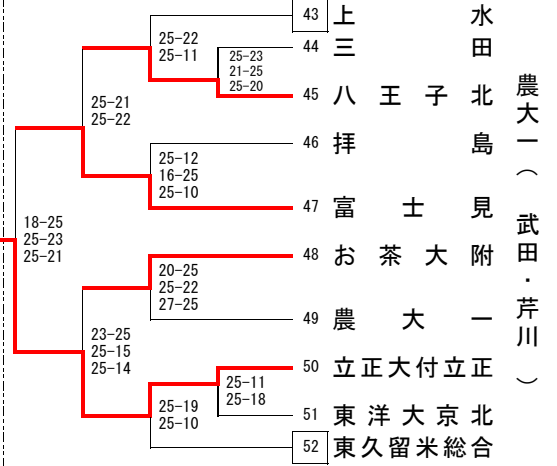 43 上水
25-22
25-11
44 三田
25-23
21-25
25-20
45 八王子北
25-21
25-22
46 拝島
25-12
16-25
25-10
47 富士見
18-25
25-23
25-21
48 お茶大附
20-25
25-22
27-25
49 農大一
23-25
25-15
25-14
50 立正大付立正
25-11
25-18
51 東洋大京北
25-19
25-10
52 東久留米総合
農大一（武田・芹川）